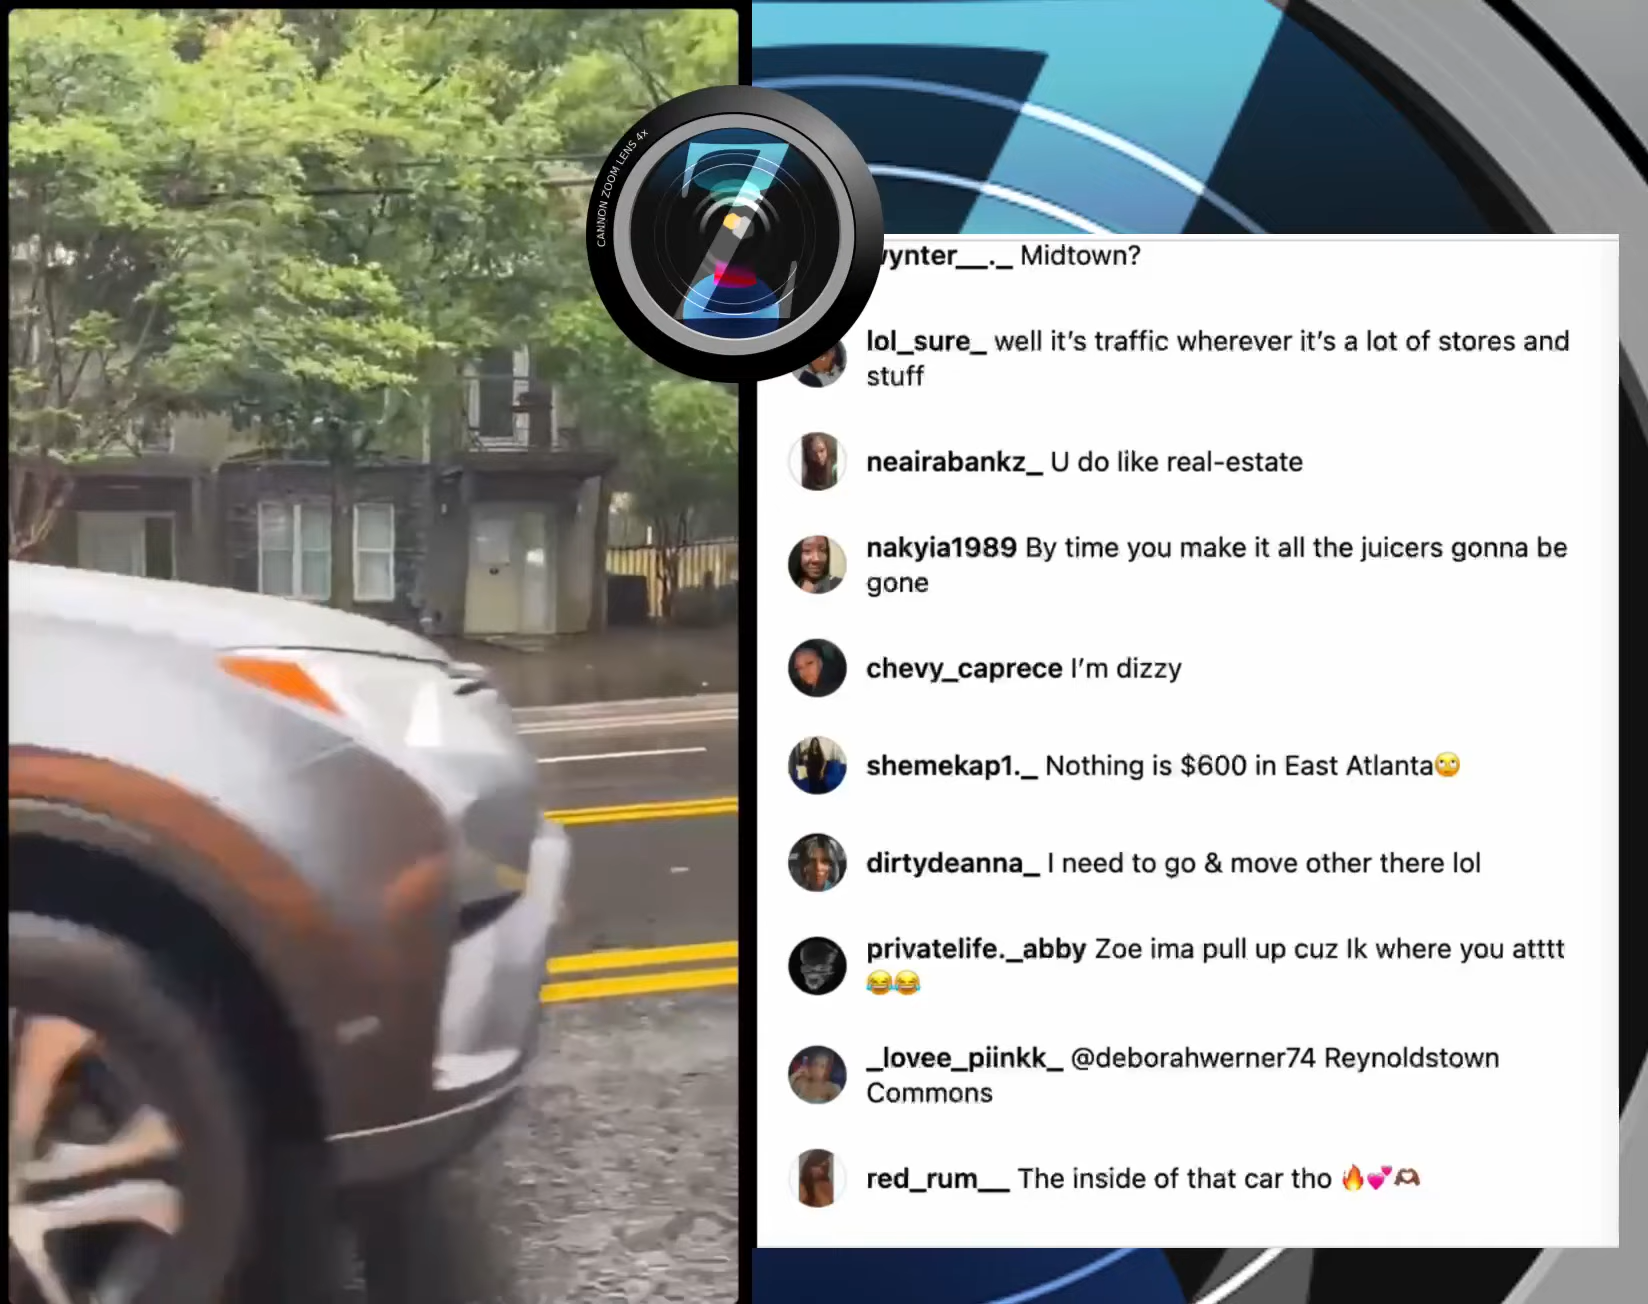 CANNON ZOOM LENS 4x
wynter__._ Midtown?
lol_sure_ well it’s traffic wherever it’s a lot of stores and
stuff
neairabankz_ U do like real-estate
nakyia1989 By time you make it all the juicers gonna be
gone
chevy_caprece I’m dizzy
shemekap1._ Nothing is $600 in East Atlanta🙄
dirtydeanna_ I need to go & move other there lol
privatelife._abby Zoe ima pull up cuz Ik where you atttt
😂😂
_lovee_piinkk_ @deborahwerner74 Reynoldstown
Commons
red_rum__ The inside of that car tho 🔥💕🫶🏾